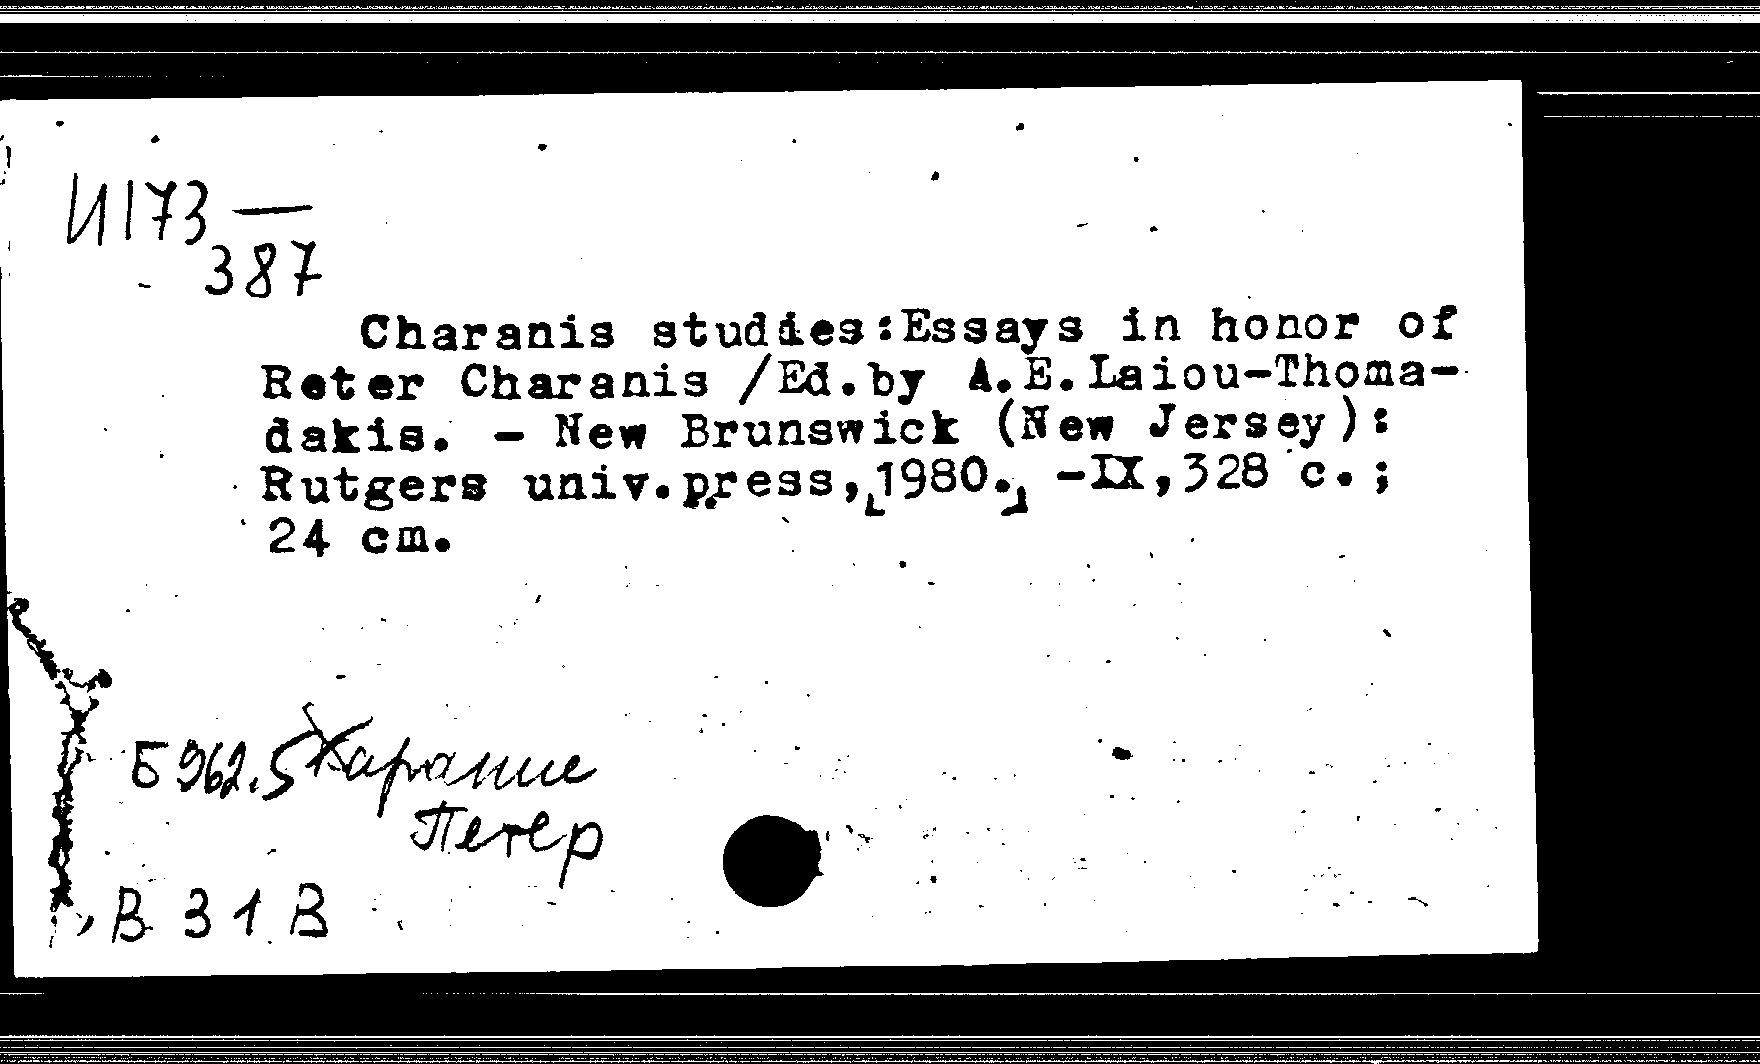 И173 —
387
Charanis studies:Essays in honor of
Reter Charanis /Ed.by A.E.Laiou-Thoma-
dakis. - New Brunswick (New Jersey):
Rutgers univ.press,[1980.] -IX,328 c.;
24 cm.
Б962.5 Харанис
Петер
В 31 В